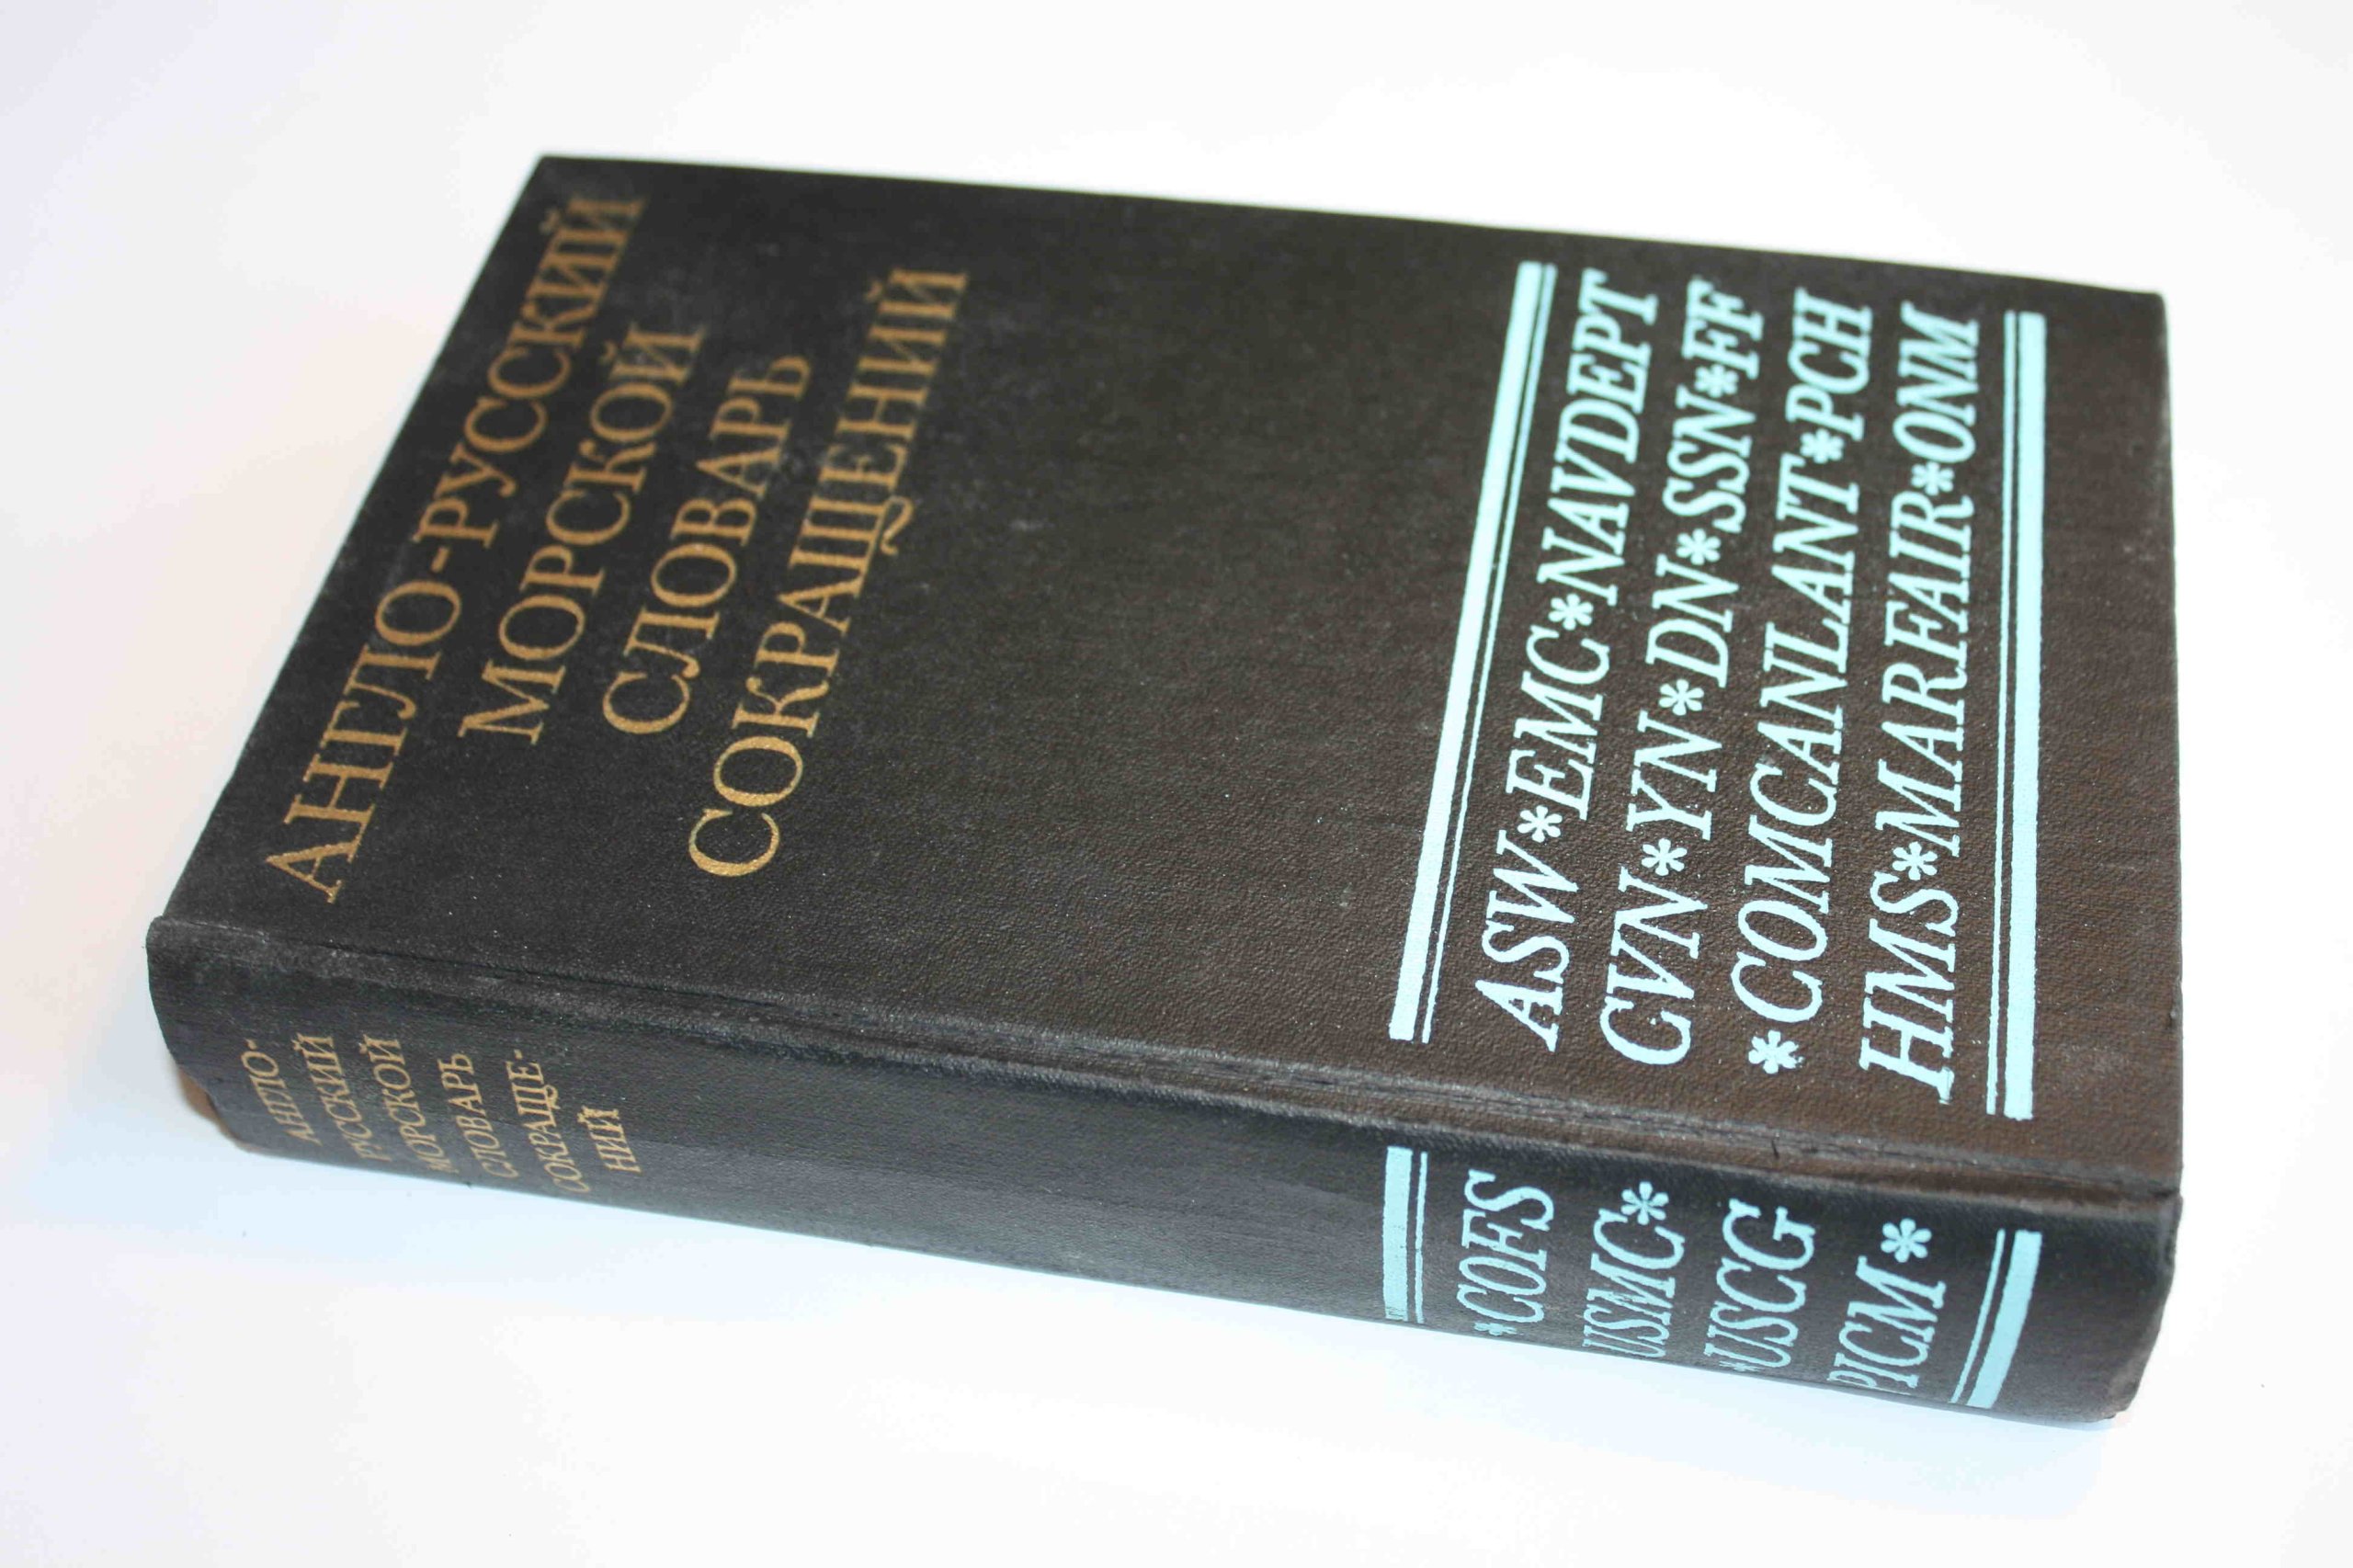 АНГЛО-РУССКИЙ
МОРСКОЙ
СЛОВАРЬ
СОКРАЩЕНИЙ
ASW*EMC*NAVDEPT
CVN*YN*DN*SSN*FF
*COMCANLANT*PCH
HMS*MARFAIR*ONM
АНГЛО-
РУССКИЙ
МОРСКОЙ
СЛОВАРЬ
СОКРАЩЕ-
НИЙ
*COFS
USMC*
*USCG
PICM*